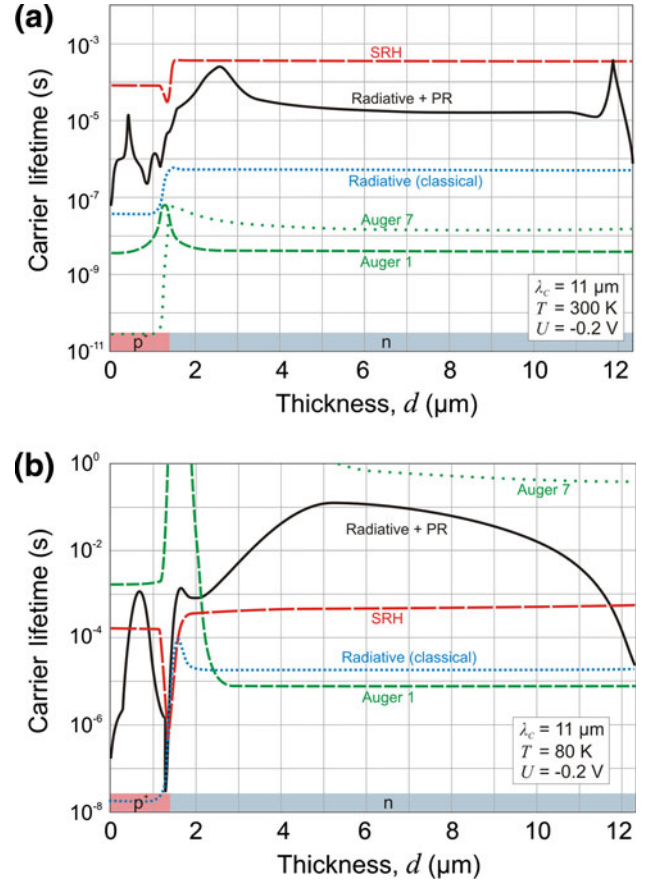 (a)
Carrier lifetime (s)
10⁻³
10⁻⁵
10⁻⁷
10⁻⁹
10⁻¹¹
SRH
Radiative + PR
Radiative (classical)
Auger 7
Auger 1
λc = 11 μm
T = 300 K
U = -0.2 V
n
0 2 4 6 8 10 12
Thickness, d (μm)
(b)
Carrier lifetime (s)
10⁰
10⁻²
10⁻⁴
10⁻⁶
10⁻⁸
Auger 7
Radiative + PR
SRH
Radiative (classical)
Auger 1
λc = 11 μm
T = 80 K
U = -0.2 V
p⁺ n
0 2 4 6 8 10 12
Thickness, d (μm)